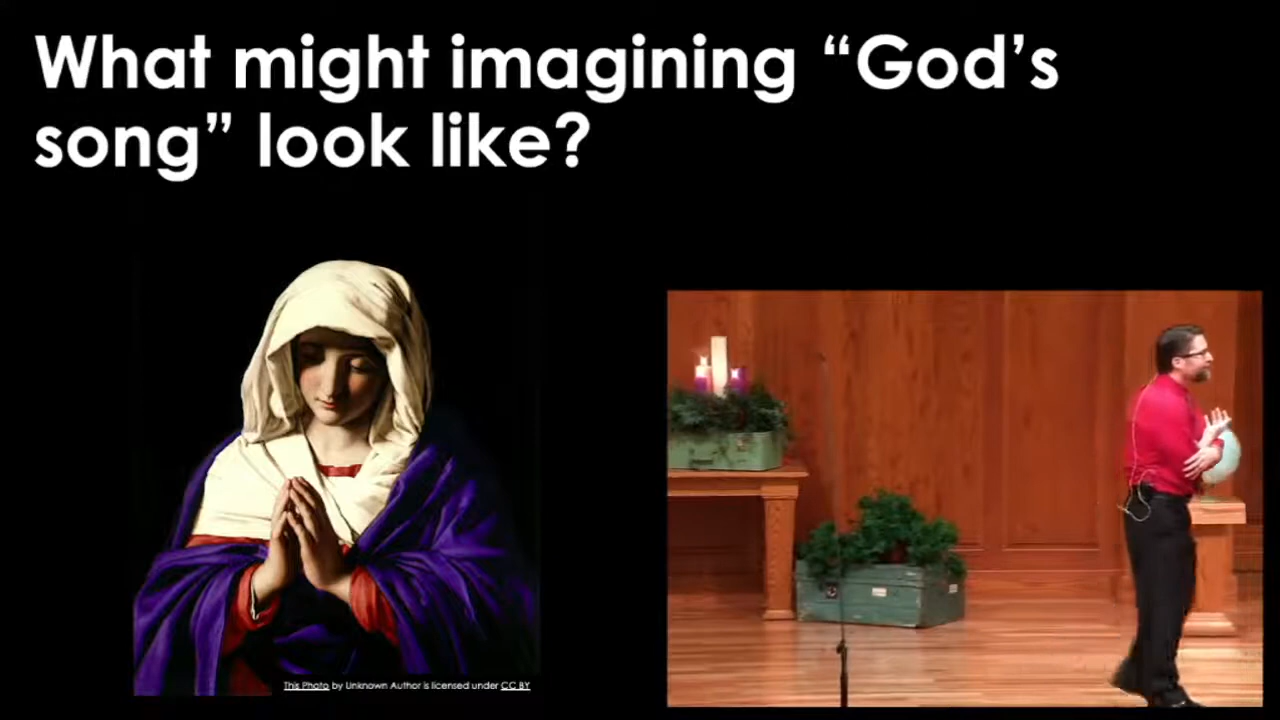 What might imagining “God’s
song” look like?
This Photo by Unknown Author is licensed under CC BY